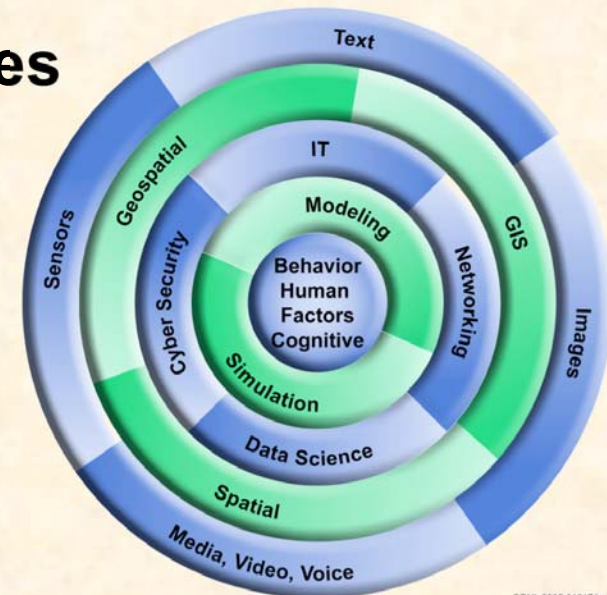 es
Text
Geospatial
GIS
Sensors
Images
IT
Cyber Security
Networking
Modeling
Behavior
Human
Factors
Cognitive
Simulation
Data Science
Spatial
Media, Video, Voice